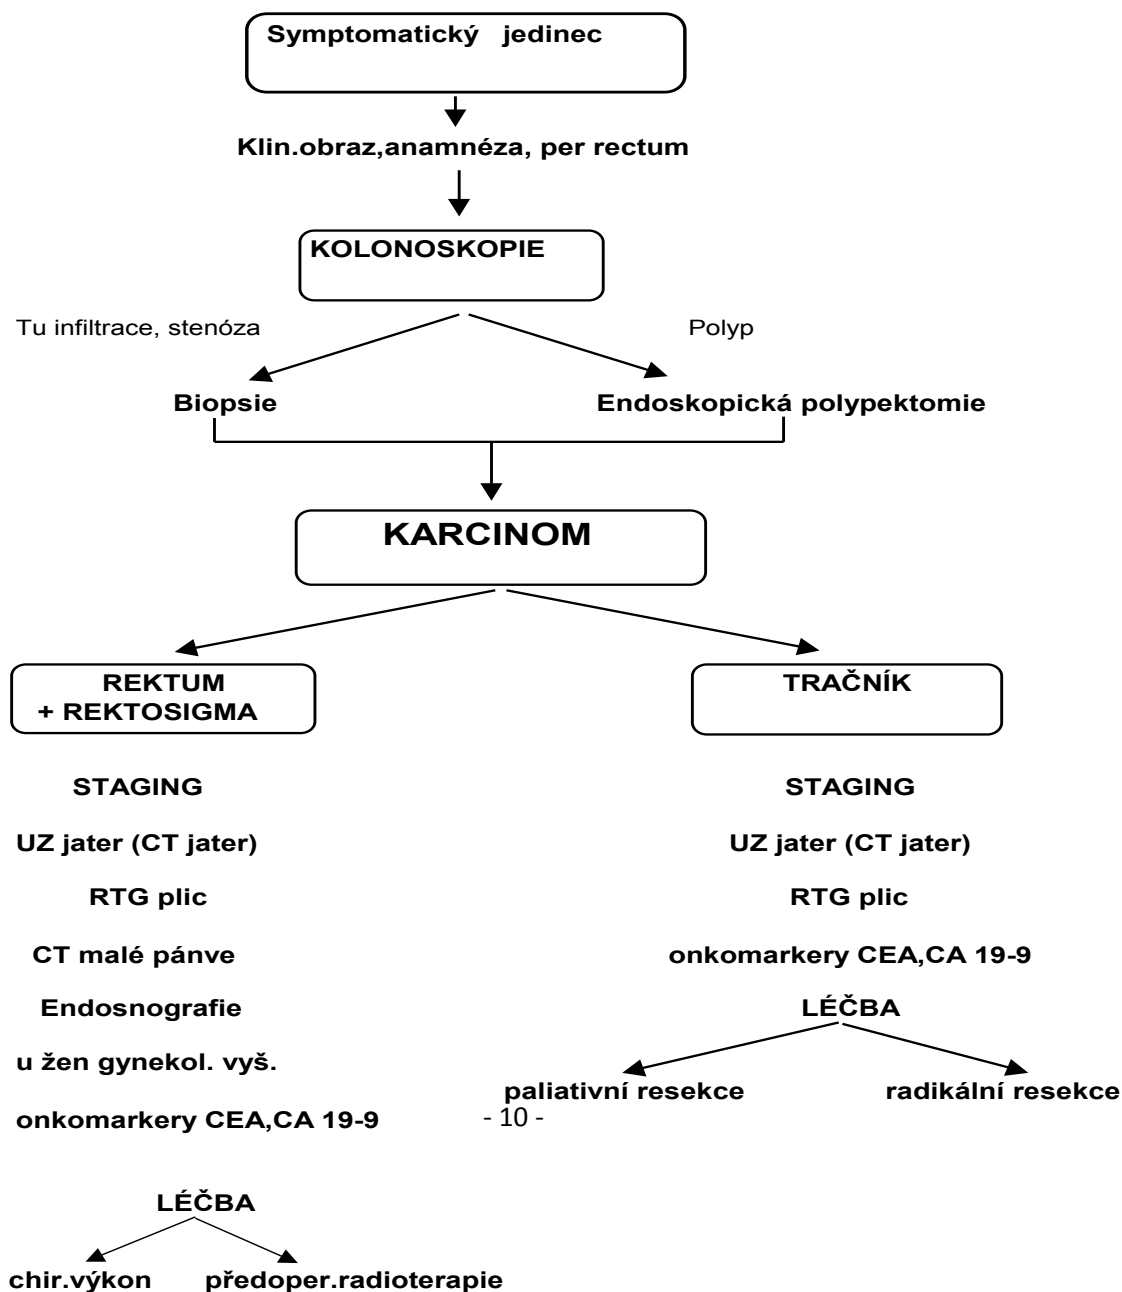 Symptomatický jedinec
Klin.obraz,anamnéza, per rectum
KOLONOSKOPIE
Tu infiltrace, stenóza
Polyp
Biopsie
Endoskopická polypektomie
KARCINOM
REKTUM
+ REKTOSIGMA
STAGING
UZ jater (CT jater)
RTG plic
CT malé pánve
Endosnografie
u žen gynekol. vyš.
onkomarkery CEA,CA 19-9
LÉČBA
chir.výkon
předoper.radioterapie
TRAČNÍK
STAGING
UZ jater (CT jater)
RTG plic
onkomarkery CEA,CA 19-9
LÉČBA
paliativní resekce
radikální resekce
- 10 -